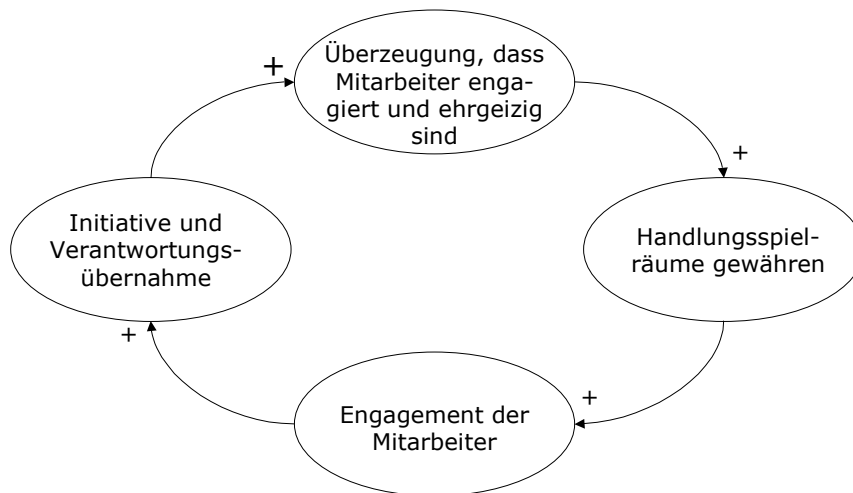 +
Überzeugung, dass
Mitarbeiter enga-
giert und ehrgeizig
sind
+
Initiative und
Verantwortungs-
übernahme
Handlungsspiel-
räume gewähren
+
+
Engagement der
Mitarbeiter